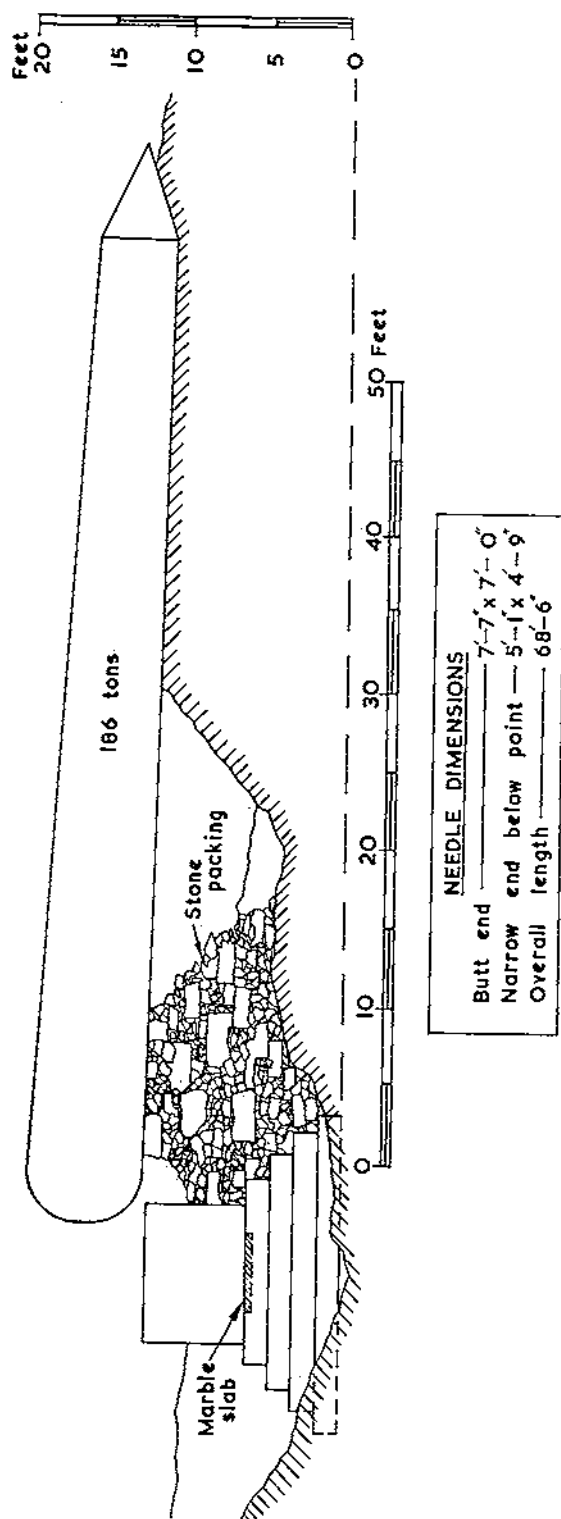 Feet
20
15
10
5
0
186 tons
Stone
packing
Marble
slab
0
10
20
30
40
50 Feet
NEEDLE DIMENSIONS
Butt end 7'-7" x 7'-0"
Narrow end below point 5'-1" x 4'-9"
Overall length 68'-6"